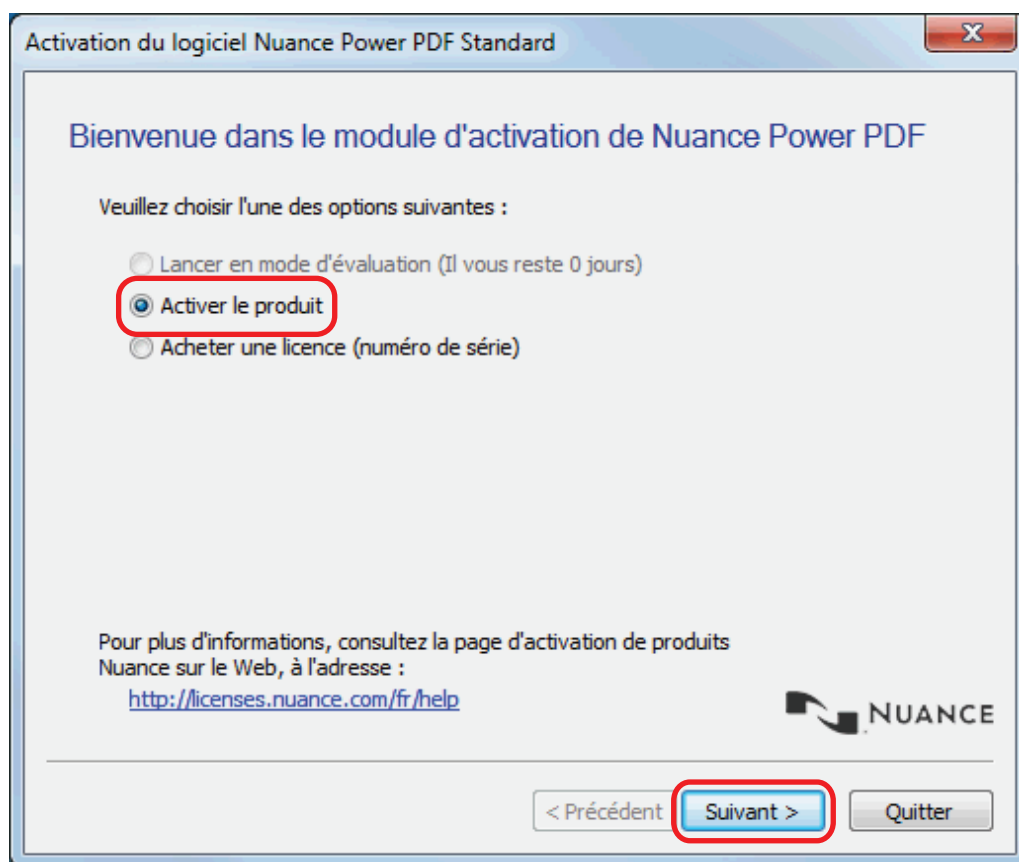 Activation du logiciel Nuance Power PDF Standard
Bienvenue dans le module d'activation de Nuance Power PDF
Veuillez choisir l'une des options suivantes :
Lancer en mode d'évaluation (Il vous reste 0 jours)
Activer le produit
Acheter une licence (numéro de série)
Pour plus d'informations, consultez la page d'activation de produits
Nuance sur le Web, à l'adresse :
http://licenses.nuance.com/fr/help
NUANCE
< Précédent Suivant > Quitter